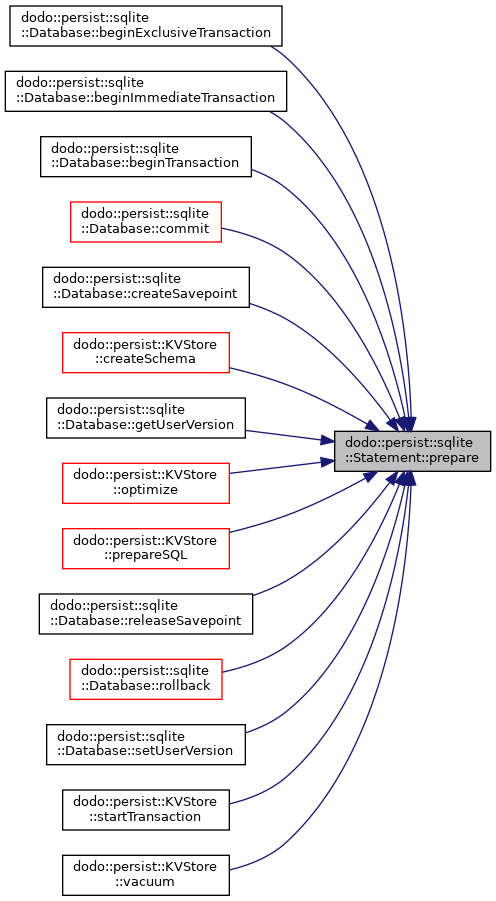 dodo::persist::sqlite
::Database::beginExclusiveTransaction
dodo::persist::sqlite
::Database::beginImmediateTransaction
dodo::persist::sqlite
::Database::beginTransaction
dodo::persist::sqlite
::Database::commit
dodo::persist::sqlite
::Database::createSavepoint
dodo::persist::KVStore
::createSchema
dodo::persist::sqlite
::Database::getUserVersion
dodo::persist::sqlite
::Statement::prepare
dodo::persist::KVStore
::optimize
dodo::persist::KVStore
::prepareSQL
dodo::persist::sqlite
::Database::releaseSavepoint
dodo::persist::sqlite
::Database::rollback
dodo::persist::sqlite
::Database::setUserVersion
dodo::persist::KVStore
::startTransaction
dodo::persist::KVStore
::vacuum